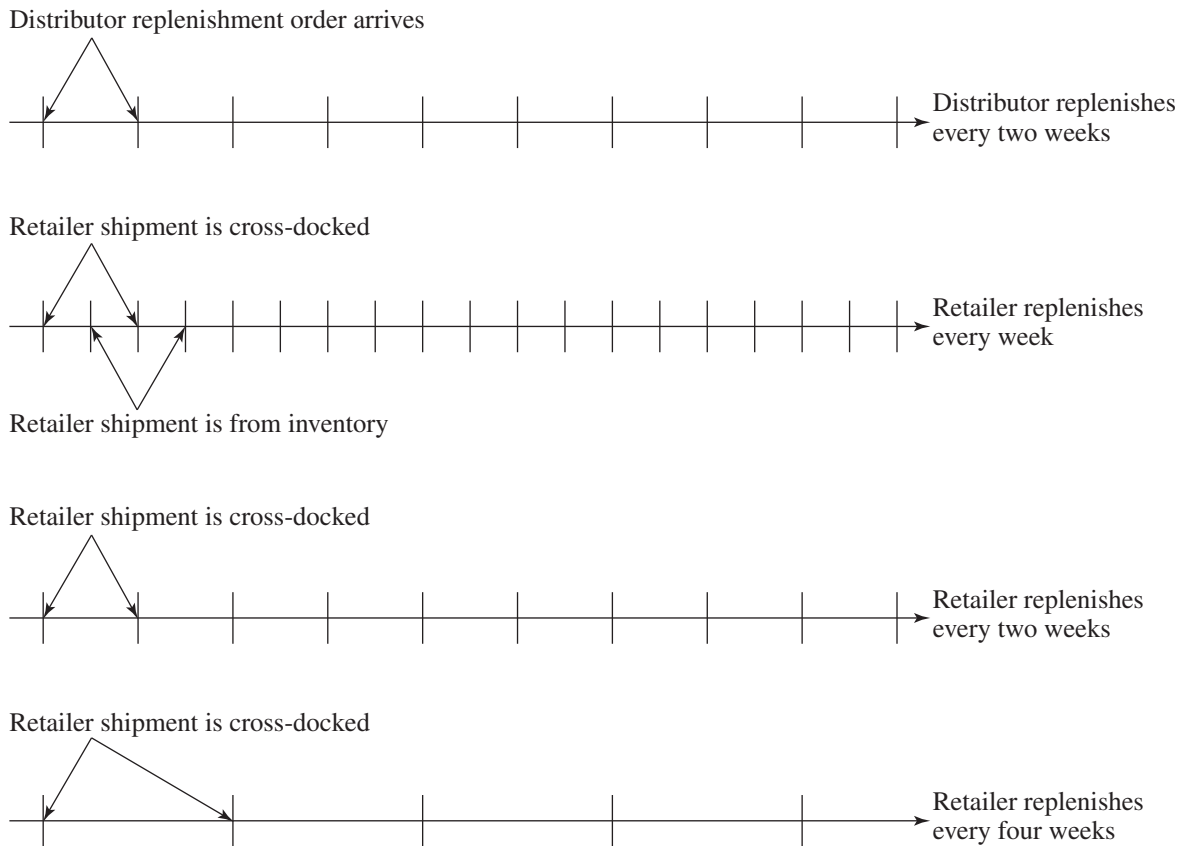 Distributor replenishment order arrives
Distributor replenishes
every two weeks
Retailer shipment is cross-docked
Retailer replenishes
every week
Retailer shipment is from inventory
Retailer shipment is cross-docked
Retailer replenishes
every two weeks
Retailer shipment is cross-docked
Retailer replenishes
every four weeks